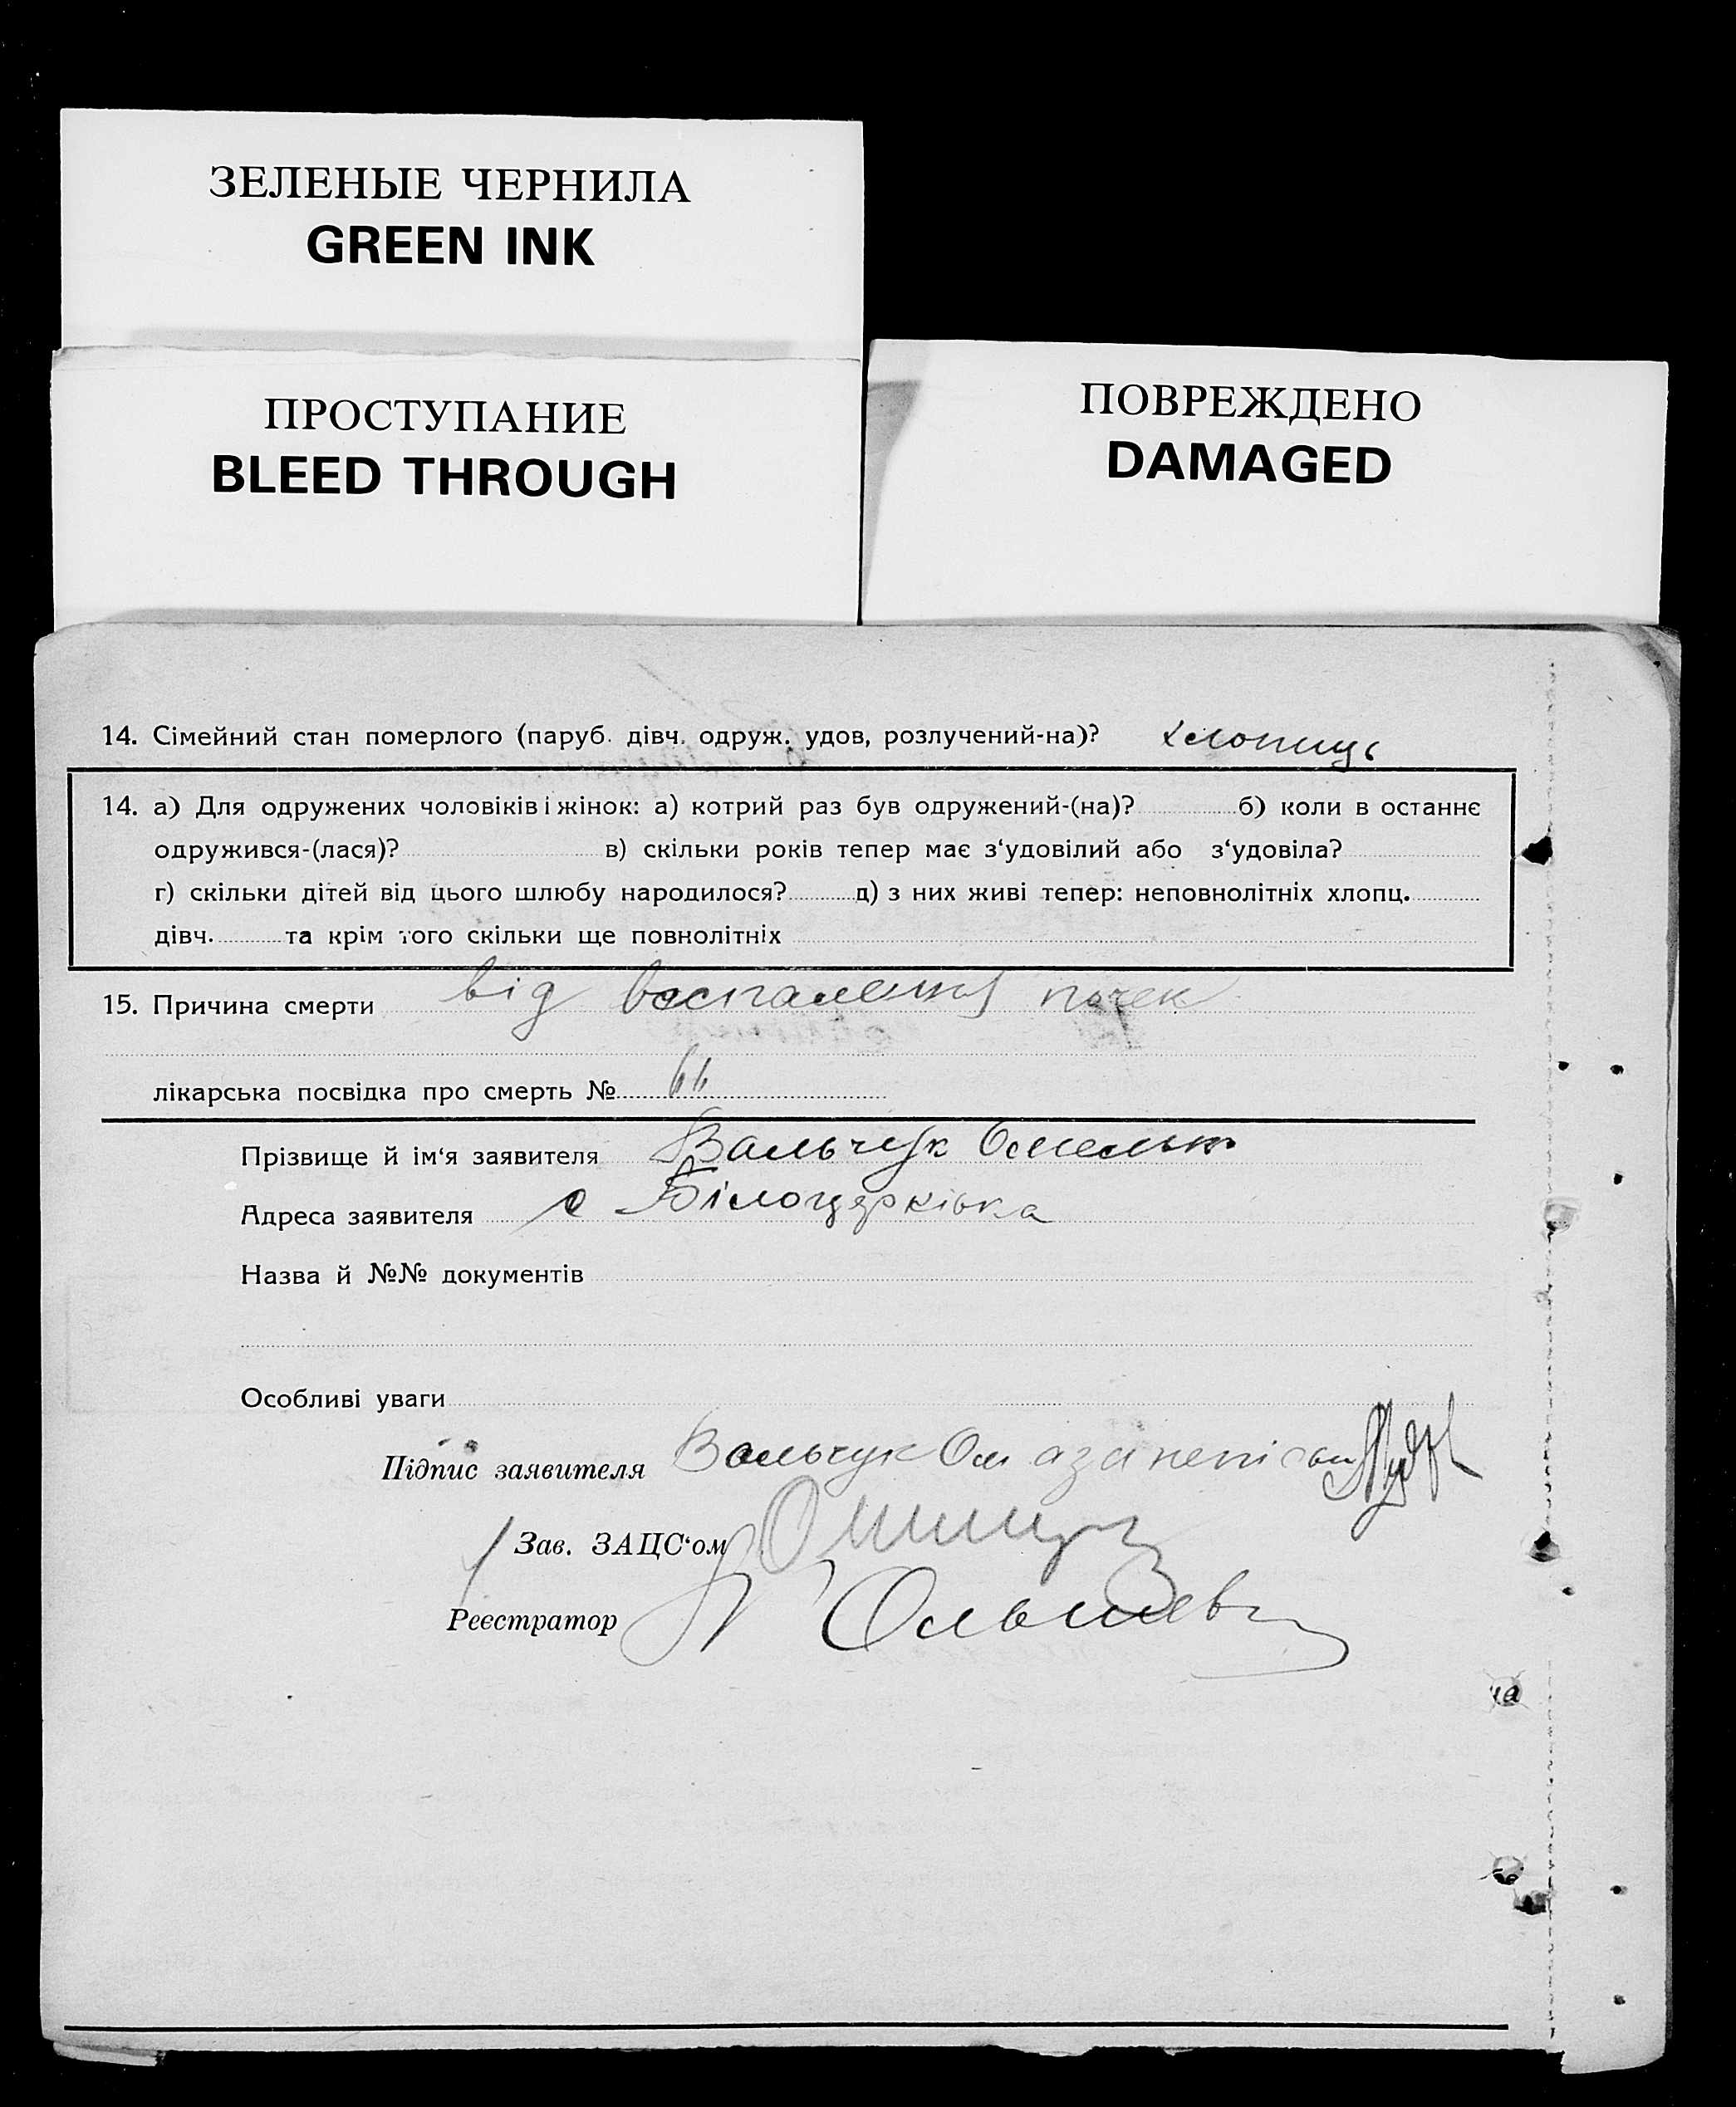 ЗЕЛЕНЫЕ ЧЕРНИЛА
GREEN INK
ПРОСТУПАНИЕ
BLEED THROUGH
ПОВРЕЖДЕНО
DAMAGED
14. Сімейний стан померлого (паруб. дівч. одруж. удов, розлучений-на)? хлопиць
14. а) Для одружених чоловіків і жінок: а) котрий раз був одружений-(на)? б) коли в останнє
одружився-(лася)? в) скільки років тепер має з‘удовілий або з‘удовіла?
г) скільки дітей від цього шлюбу народилося? д) з них живі тепер: неповнолітніх хлопц.
дівч. та крім того скільки ще повнолітніх
15. Причина смерти від воспаления почек
лікарська посвідка про смерть №
Прізвище й ім‘я заявителя Вальчук Омельян
Адреса заявителя с Білоцерківка
Назва й №№ документів
Особливі уваги
Підпис заявителя Вальчук Ом
Зав. ЗАЦС‘ом
Реєстратор